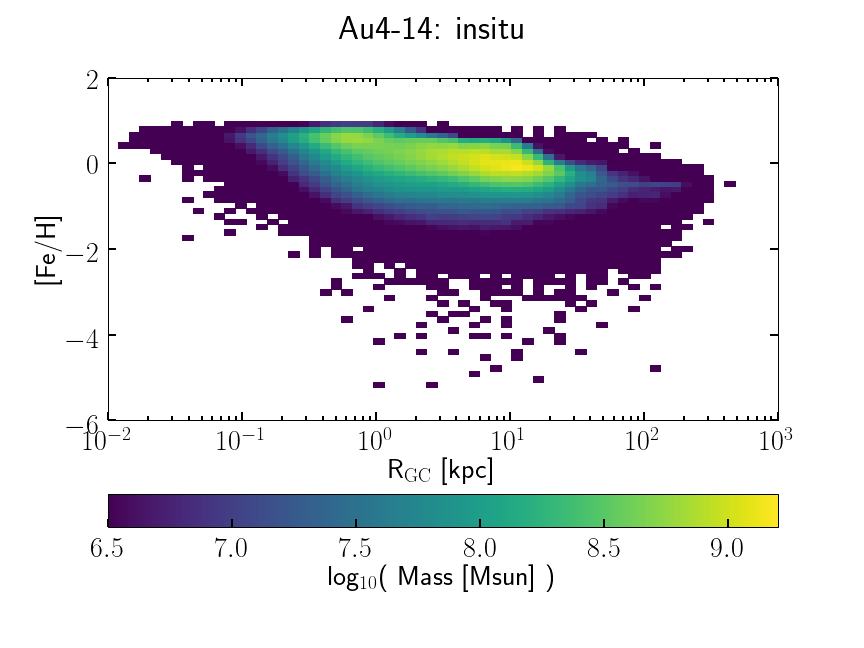 Au4-14: insitu
2
0
−2
−4
−6
[Fe/H]
10⁻² 10⁻¹ 10⁰ 10¹ 10² 10³
R_GC [kpc]
6.5 7.0 7.5 8.0 8.5 9.0
log₁₀( Mass [Msun] )